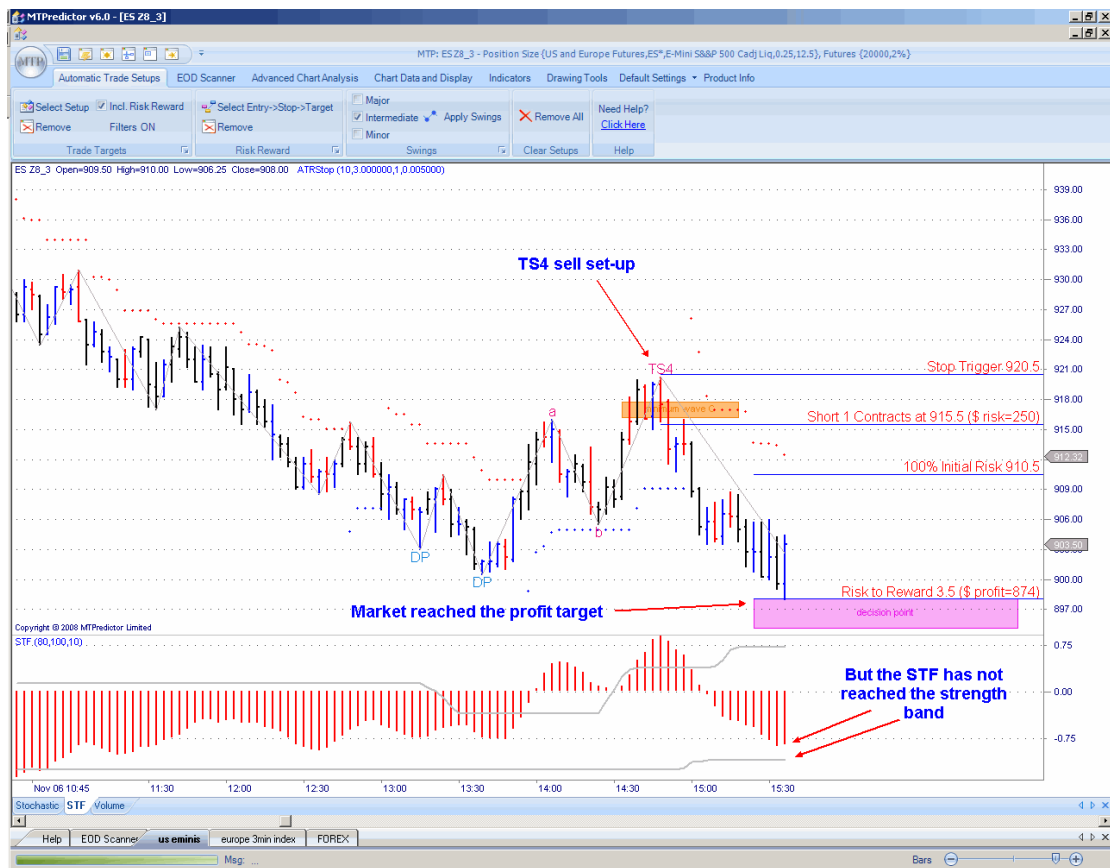 MTPredictor v6.0 - [ES Z8_3]
MTP: ES Z8_3 - Position Size {US and Europe Futures,ES*,E-Mini S&&P 500 Cadj Liq,0.25,12.5}, Futures {20000,2%}
MTP
Automatic Trade Setups EOD Scanner Advanced Chart Analysis Chart Data and Display Indicators Drawing Tools Default Settings Product Info
Select Setup Incl. Risk Reward
Remove Filters ON
Trade Targets
Select Entry->Stop->Target
Remove
Risk Reward
Major
Intermediate Apply Swings
Minor
Swings
Remove All
Clear Setups
Need Help?
Click Here
Help
ES Z8_3 Open=909.50 High=910.00 Low=906.25 Close=908.00 ATRStop (10,3.000000,1,0.005000)
939.00
936.00
933.00
930.00
927.00
924.00
921.00
918.00
915.00
912.32
909.00
906.00
903.50
900.00
897.00
TS4 sell set-up
TS4
Stop Trigger 920.5
Short 1 Contracts at 915.5 ($ risk=250)
100% Initial Risk 910.5
a
b
DP
DP
Risk to Reward 3.5 ($ profit=874)
decision point
Market reached the profit target
Copyright @ 2008 MTPredictor Limited
STF (80,100,10)
0.75
0.00
-0.75
But the STF has not
reached the strength
band
Nov 06 10:45 11:30 12:00 12:30 13:00 13:30 14:00 14:30 15:00 15:30
Stochastic STF Volume
Help EOD Scanner us eminis europe 3min index FOREX
Msg: ...
Bars